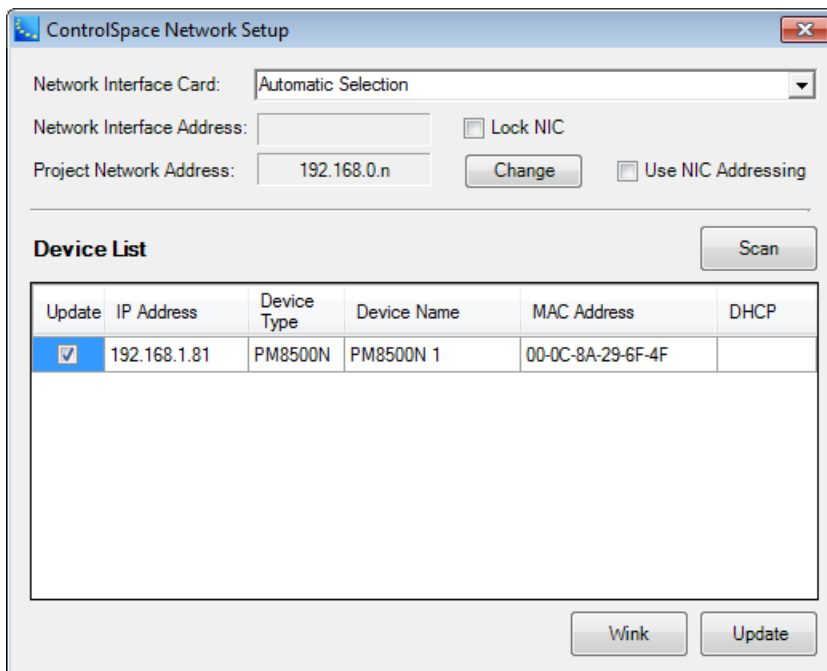 ControlSpace Network Setup
Network Interface Card: Automatic Selection
Network Interface Address: Lock NIC
Project Network Address: 192.168.0.n Change Use NIC Addressing
Device List Scan
Update IP Address Device Type Device Name MAC Address DHCP
192.168.1.81 PM8500N PM8500N 1 00-0C-8A-29-6F-4F
Wink Update